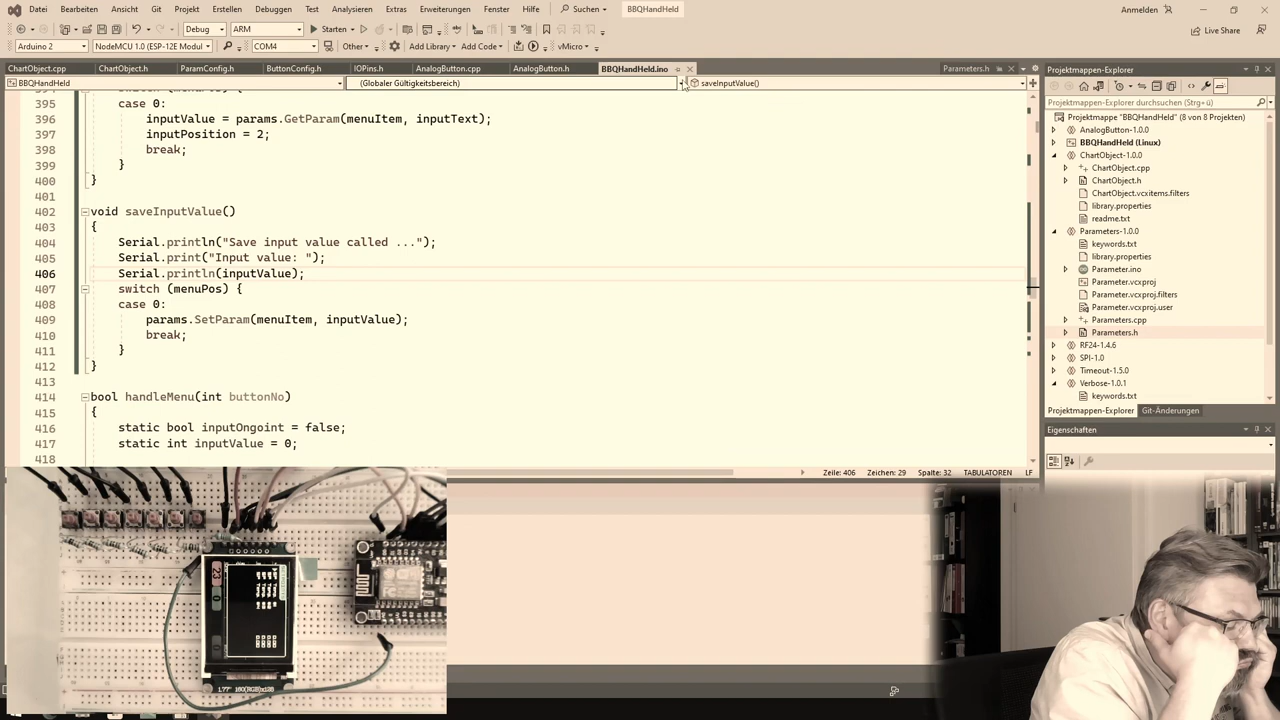 Datei Bearbeiten Ansicht Git Projekt Erstellen Debuggen Test Analysieren Extras Erweiterungen Fenster Hilfe Suchen BBQHandHeld Anmelden
Debug ARM Starten
Arduino 2 NodeMCU 1.0 (ESP-12E Modul COM4 Other Add Library Add Code vMicro Live Share
ChartObject.cpp ChartObject.h ParamConfig.h ButtonConfig.h IOPins.h AnalogButton.cpp AnalogButton.h BBQHandHeld.ino Parameters.h
BBQHandHeld (Globaler Gültigkeitsbereich) saveInputValue()
395 case 0:
396 inputValue = params.GetParam(menuItem, inputText);
397 inputPosition = 2;
398 break;
399 }
400 }
401
402 void saveInputValue()
403 {
404 Serial.println("Save input value called ...");
405 Serial.print("Input value: ");
406 Serial.println(inputValue);
407 switch (menuPos) {
408 case 0:
409 params.SetParam(menuItem, inputValue);
410 break;
411 }
412 }
413
414 bool handleMenu(int buttonNo)
415 {
416 static bool inputOngoint = false;
417 static int inputValue = 0;
418
Zeile: 406 Zeichen: 29 Spalte: 32 TABULATOREN LF
Projektmappen-Explorer
Projektmappen-Explorer durchsuchen (Strg+ü)
Projektmappe "BBQHandHeld" (8 von 8 Projekten)
AnalogButton-1.0.0
BBQHandHeld (Linux)
ChartObject-1.0.0
ChartObject.cpp
ChartObject.h
ChartObject.vcxitems.filters
library.properties
readme.txt
Parameters-1.0.0
keywords.txt
library.properties
Parameter.ino
Parameter.vcxproj
Parameter.vcxproj.filters
Parameter.vcxproj.user
Parameters.cpp
Parameters.h
RF24-1.4.6
SPI-1.0
Timeout-1.5.0
Verbose-1.0.1
keywords.txt
Projektmappen-Explorer Git-Änderungen
Eigenschaften
23
0